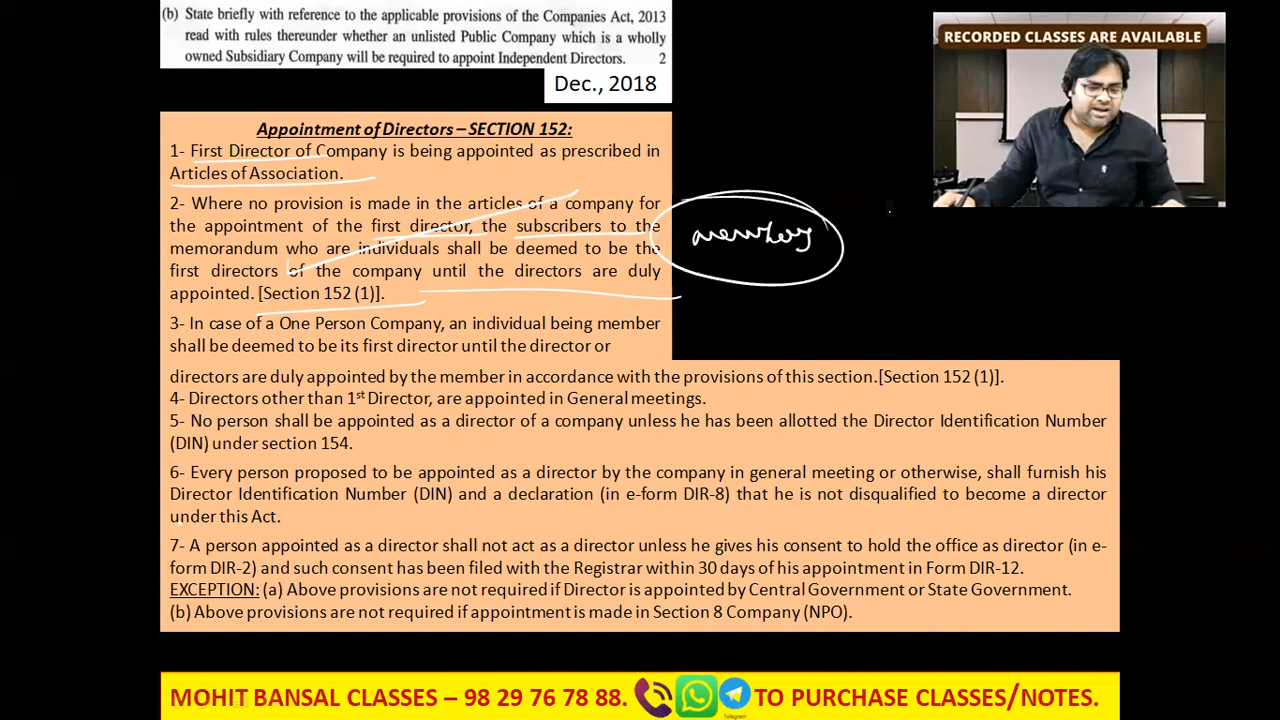 (b) State briefly with reference to the applicable provisions of the Companies Act, 2013
read with rules thereunder whether an unlisted Public Company which is a wholly
owned Subsidiary Company will be required to appoint Independent Directors. 2
Dec., 2018
RECORDED CLASSES ARE AVAILABLE
Appointment of Directors – SECTION 152:
1- First Director of Company is being appointed as prescribed in
Articles of Association.
2- Where no provision is made in the articles of a company for
the appointment of the first director, the subscribers to the
memorandum who are individuals shall be deemed to be the
first directors of the company until the directors are duly
appointed. [Section 152 (1)].
3- In case of a One Person Company, an individual being member
shall be deemed to be its first director until the director or
directors are duly appointed by the member in accordance with the provisions of this section.[Section 152 (1)].
4- Directors other than 1st Director, are appointed in General meetings.
5- No person shall be appointed as a director of a company unless he has been allotted the Director Identification Number
(DIN) under section 154.
6- Every person proposed to be appointed as a director by the company in general meeting or otherwise, shall furnish his
Director Identification Number (DIN) and a declaration (in e-form DIR-8) that he is not disqualified to become a director
under this Act.
7- A person appointed as a director shall not act as a director unless he gives his consent to hold the office as director (in e-
form DIR-2) and such consent has been filed with the Registrar within 30 days of his appointment in Form DIR-12.
EXCEPTION: (a) Above provisions are not required if Director is appointed by Central Government or State Government.
(b) Above provisions are not required if appointment is made in Section 8 Company (NPO).
MOHIT BANSAL CLASSES – 98 29 76 78 88. TO PURCHASE CLASSES/NOTES.
Telegram